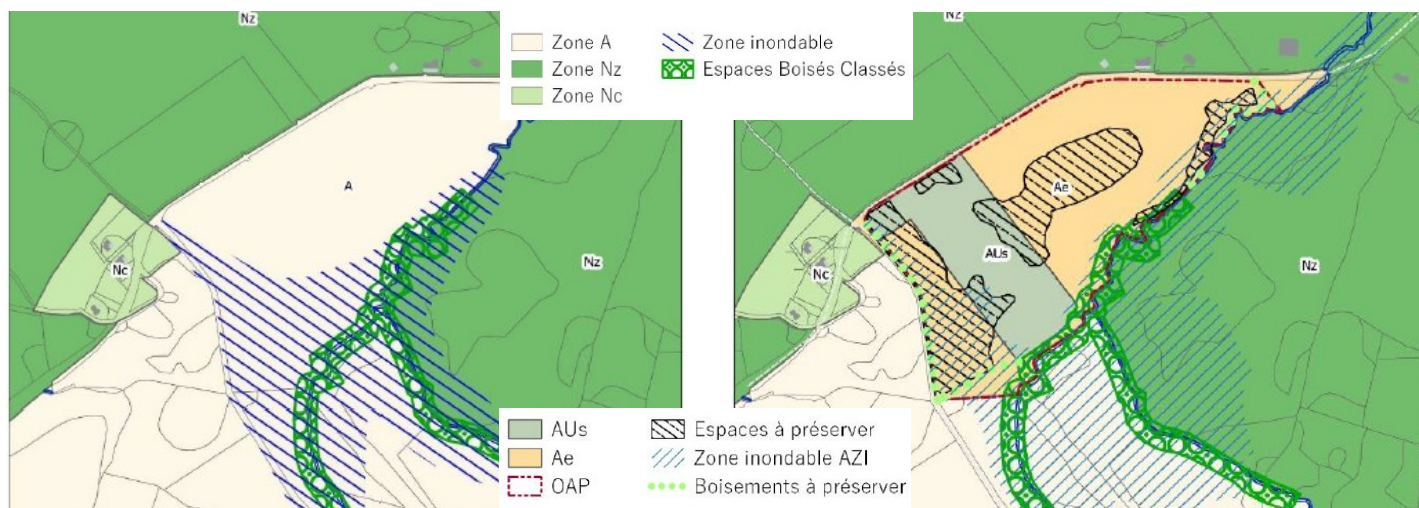 Nz
A
Nc
Nz
Zone A
Zone Nz
Zone Nc
Zone inondable
Espaces Boisés Classés
AUs
Ae
OAP
Espaces à préserver
Zone inondable AZI
Boisements à préserver
Nz
Ae
AUs
Nc
Nz